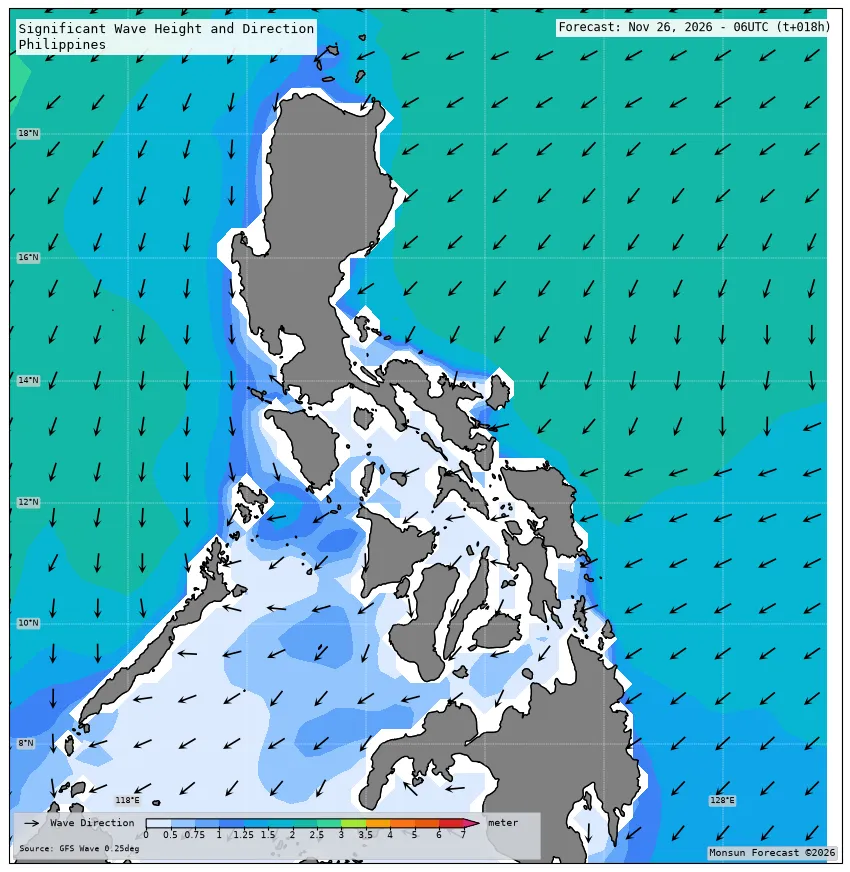 Significant Wave Height and Direction
Philippines
Forecast: Nov 26, 2026 - 06UTC (t+018h)
18°N
16°N
14°N
12°N
10°N
8°N
118°E
128°E
Wave Direction
0 0.5 0.75 1 1.25 1.5 2 2.5 3 3.5 4 5 6 7
meter
Source: GFS Wave 0.25deg
Monsun Forecast ©2026